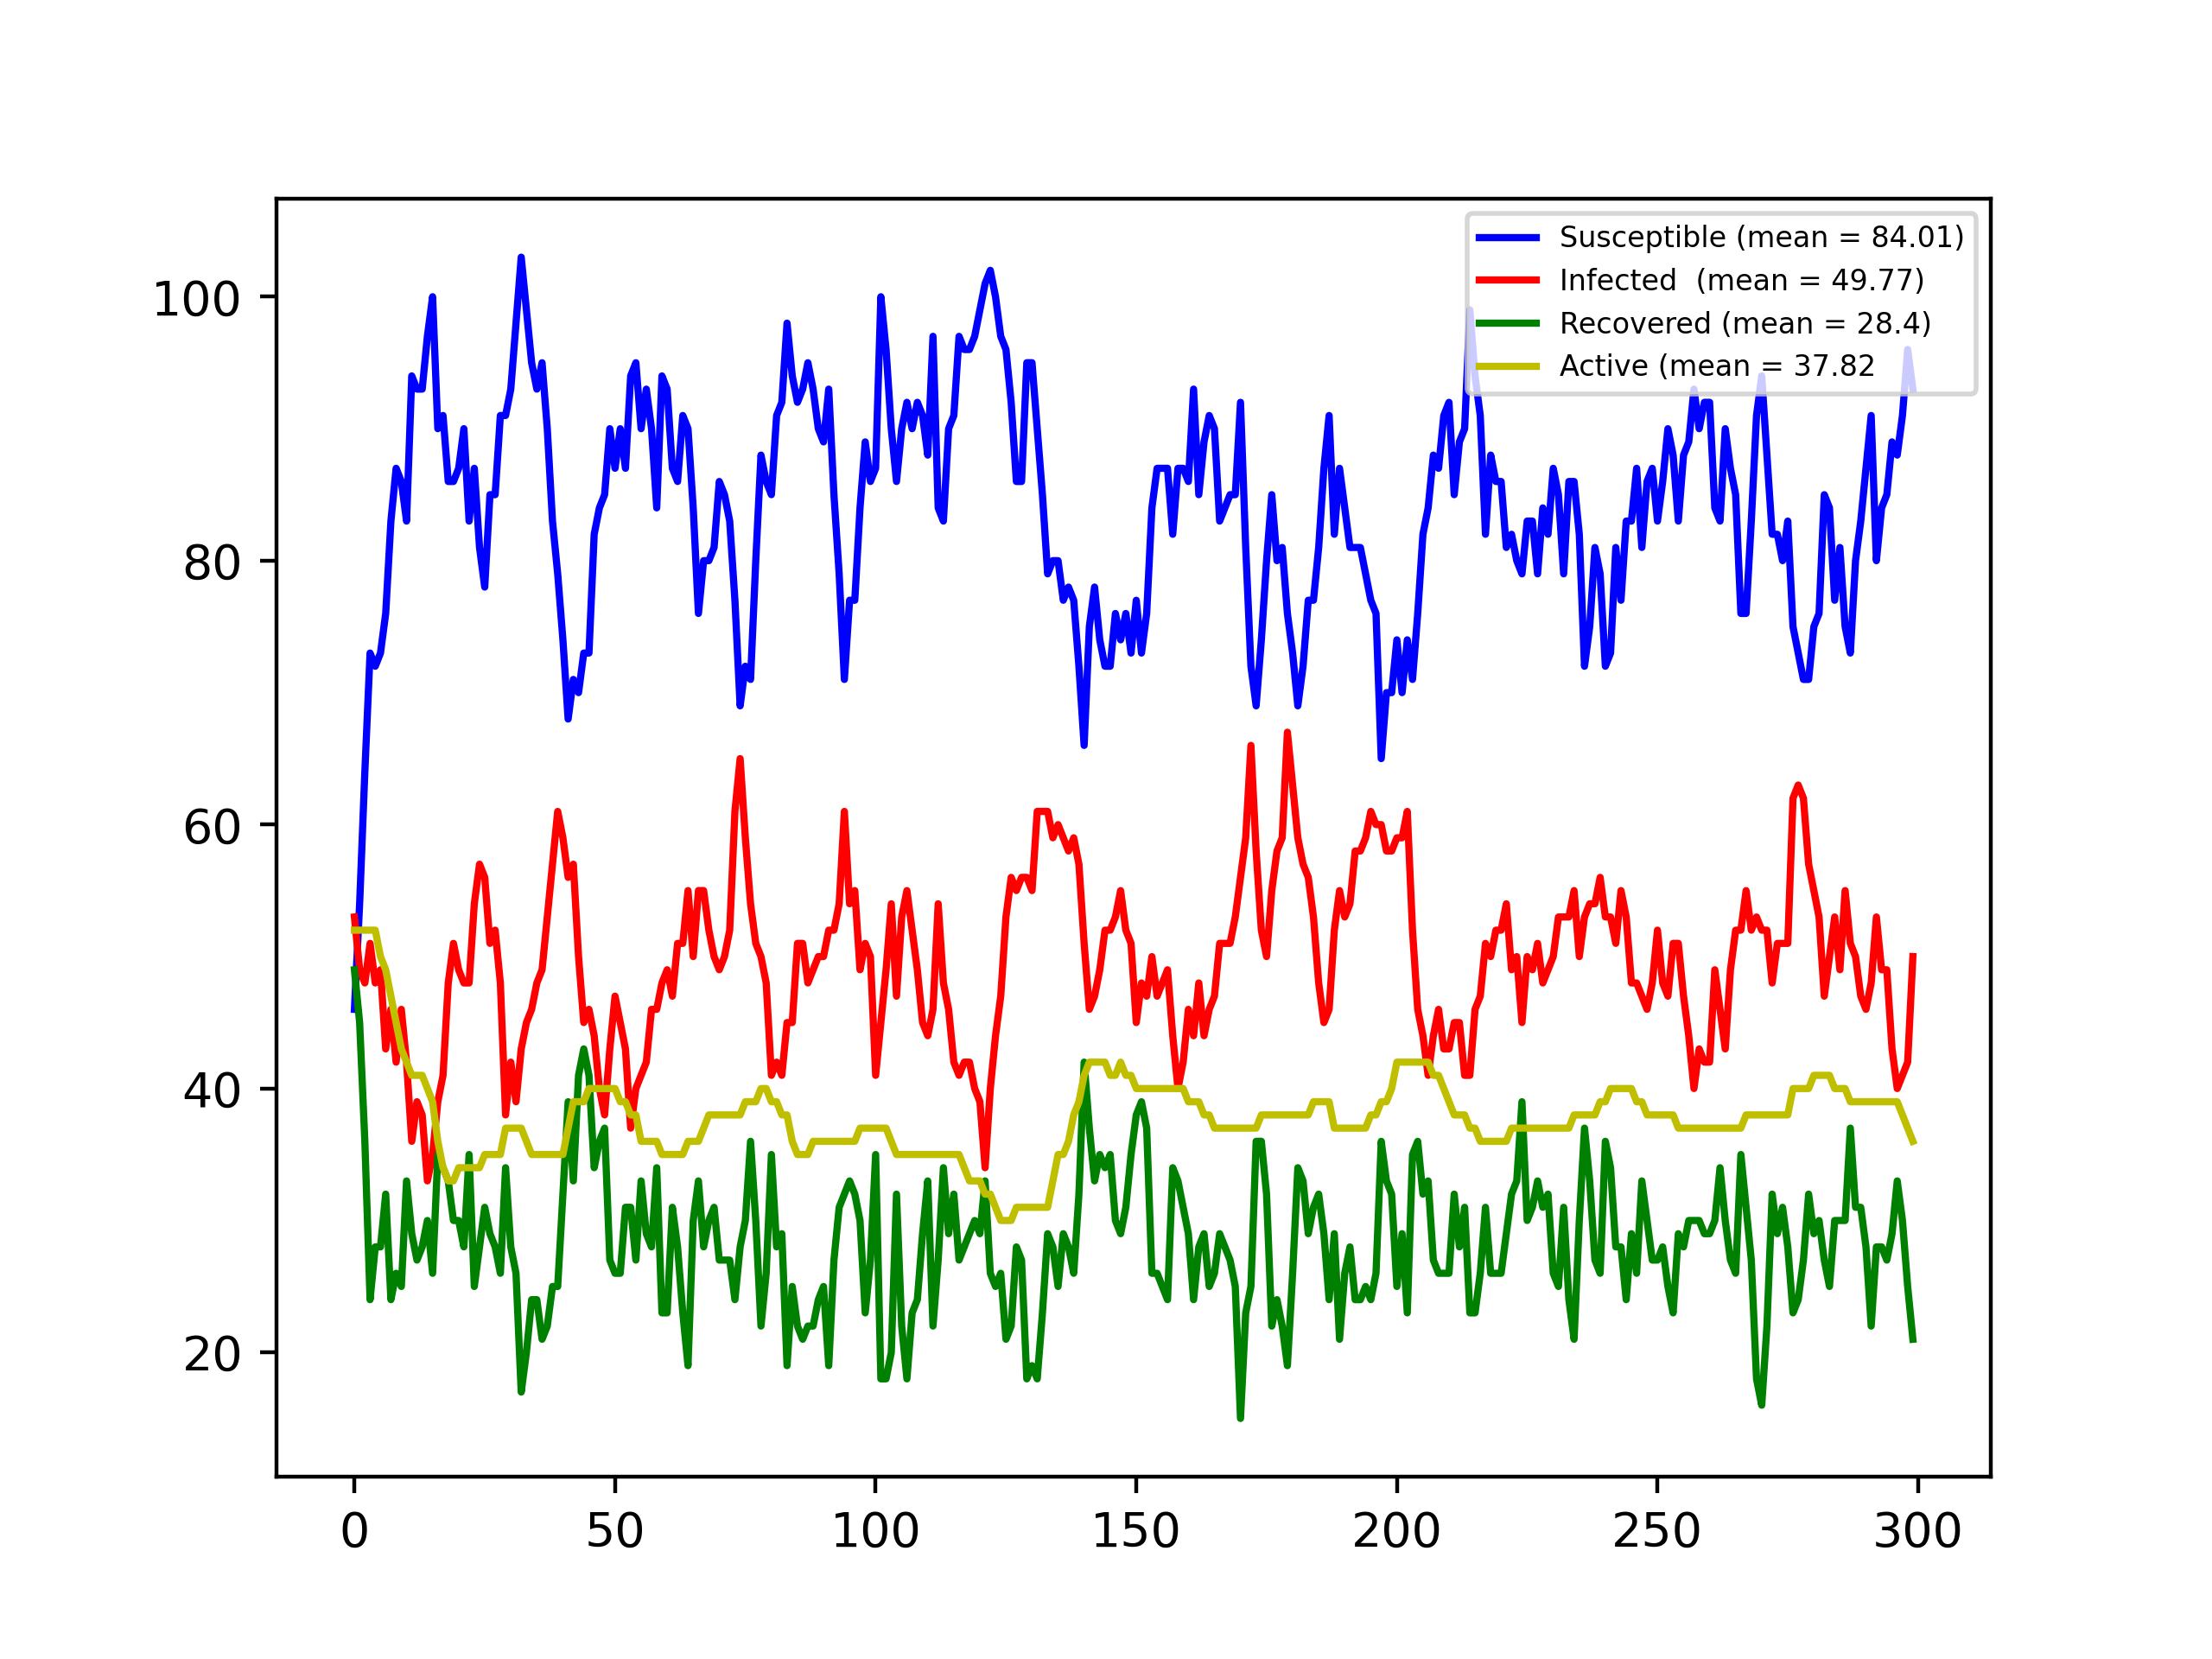 Susceptible (mean = 84.01)
Infected  (mean = 49.77)
Recovered (mean = 28.4)
Active (mean = 37.82
100
80
60
40
20
0 50 100 150 200 250 300